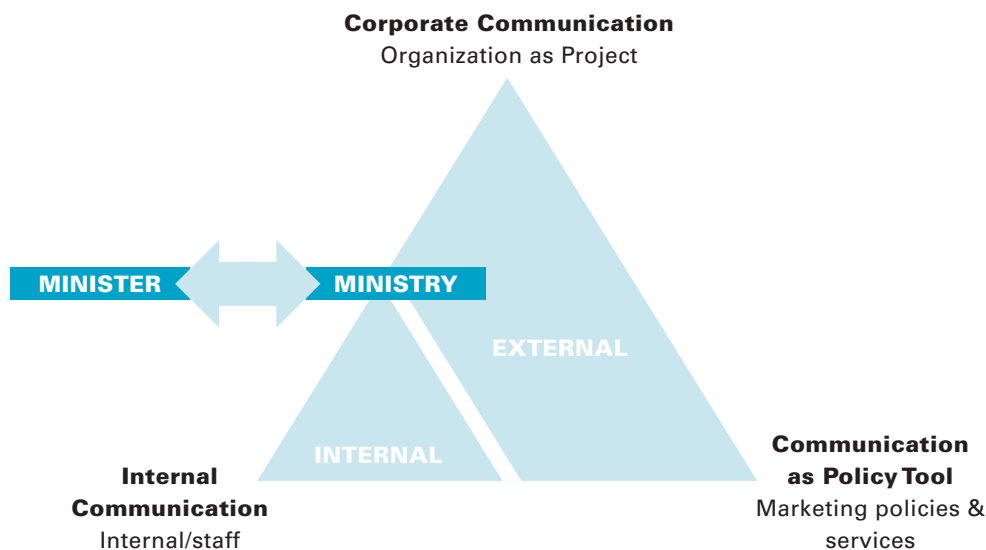 Corporate Communication
Organization as Project
MINISTER
MINISTRY
EXTERNAL
INTERNAL
Internal
Communication
Internal/staff
Communication
as Policy Tool
Marketing policies &
services